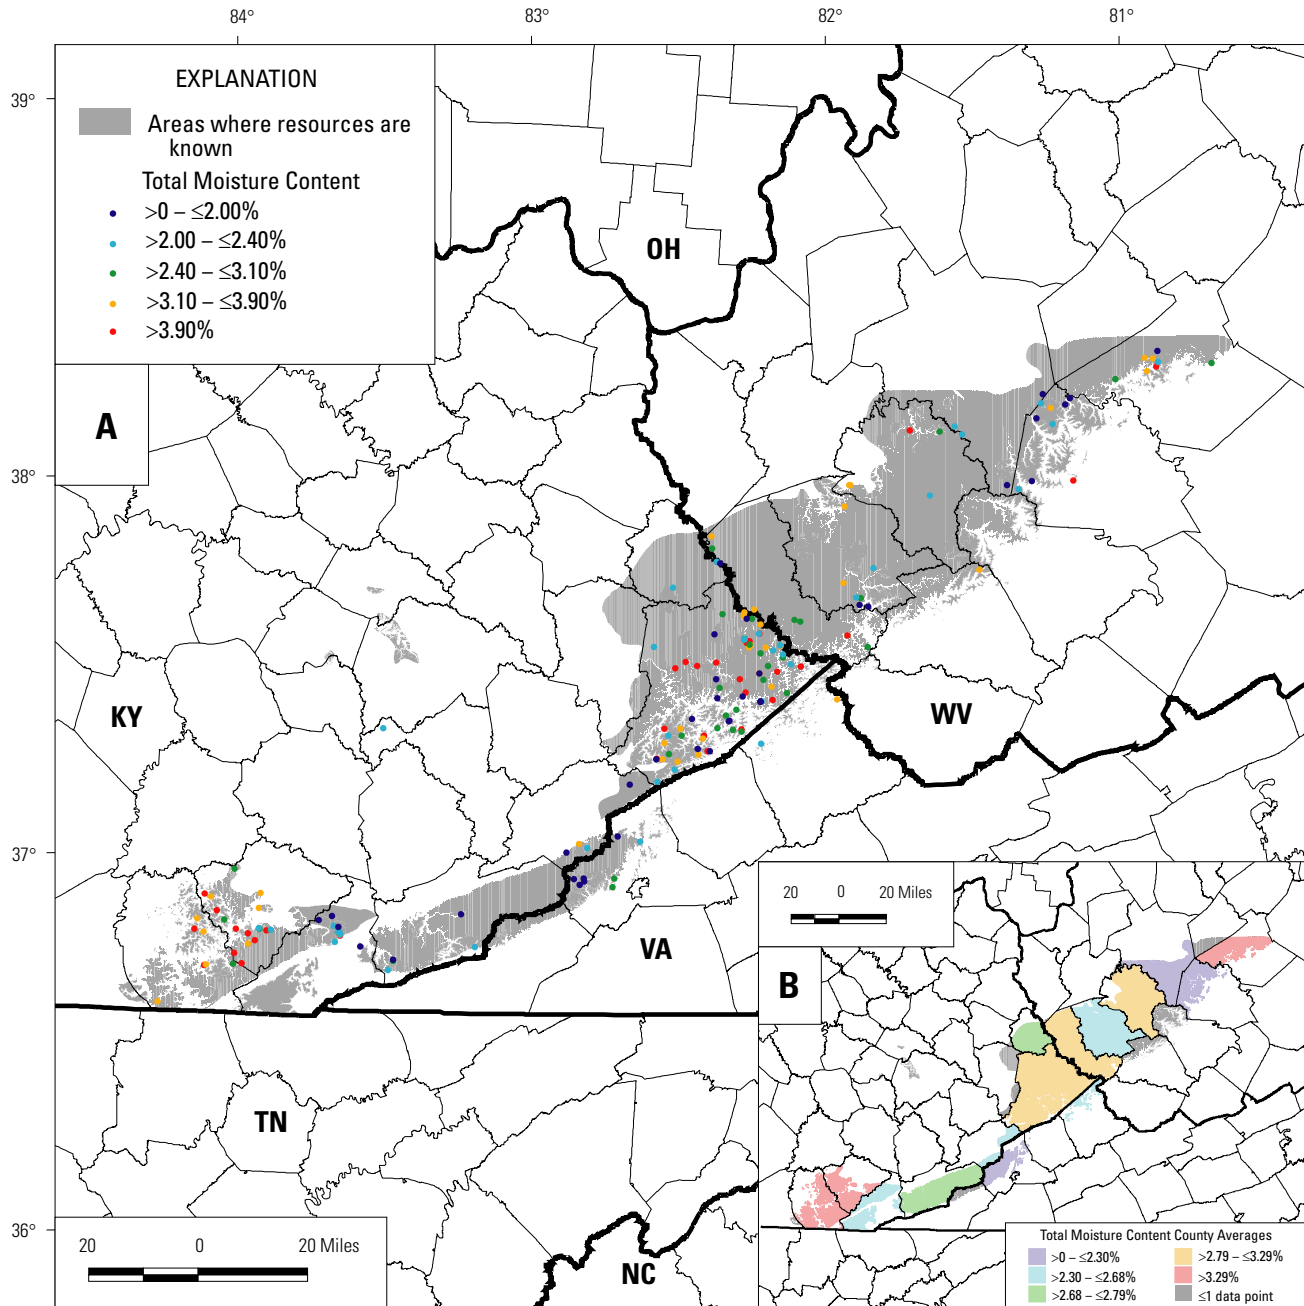 84° 83° 82° 81°
39°
38°
37°
36°
EXPLANATION
Areas where resources are
known
Total Moisture Content
>0 – ≤2.00%
>2.00 – ≤2.40%
>2.40 – ≤3.10%
>3.10 – ≤3.90%
>3.90%
A
OH
KY
WV
VA
TN
NC
20 0 20 Miles
20 0 20 Miles
B
Total Moisture Content County Averages
>0 – ≤2.30%
>2.30 – ≤2.68%
>2.68 – ≤2.79%
>2.79 – ≤3.29%
>3.29%
≤1 data point